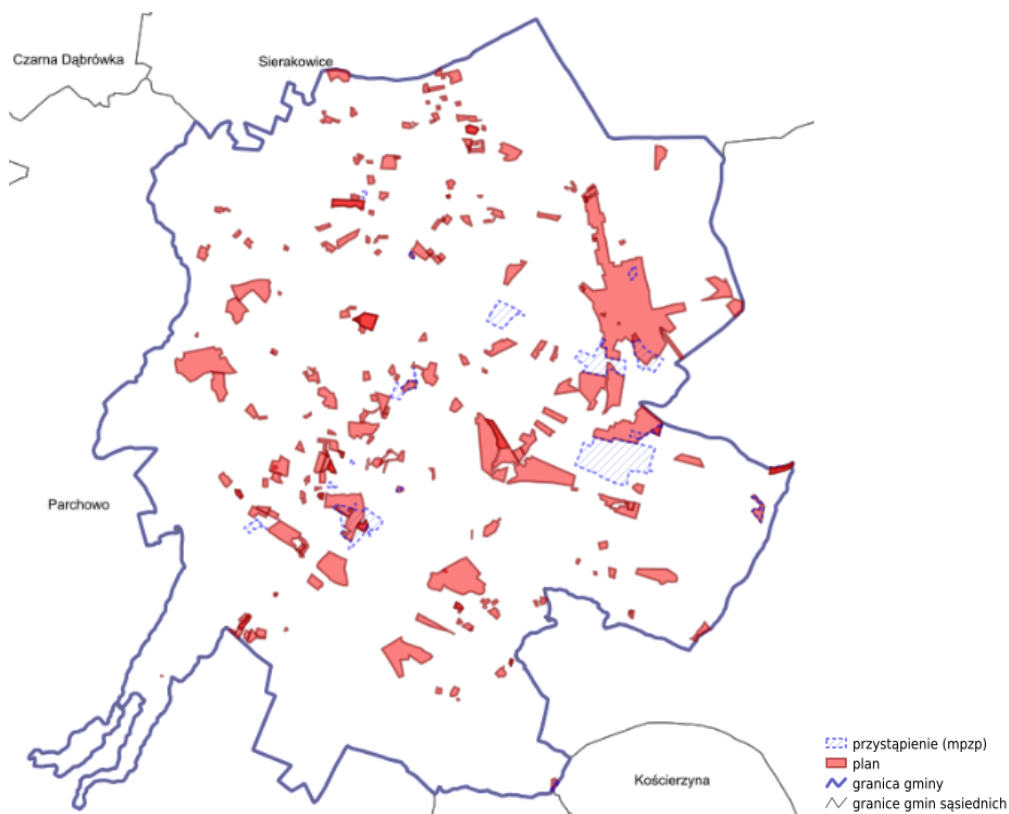 Czarna Dąbrówka
Sierakowice
Parchowo
Kościerzyna
przystąpienie (mpzp)
plan
granica gminy
granice gmin sąsiednich